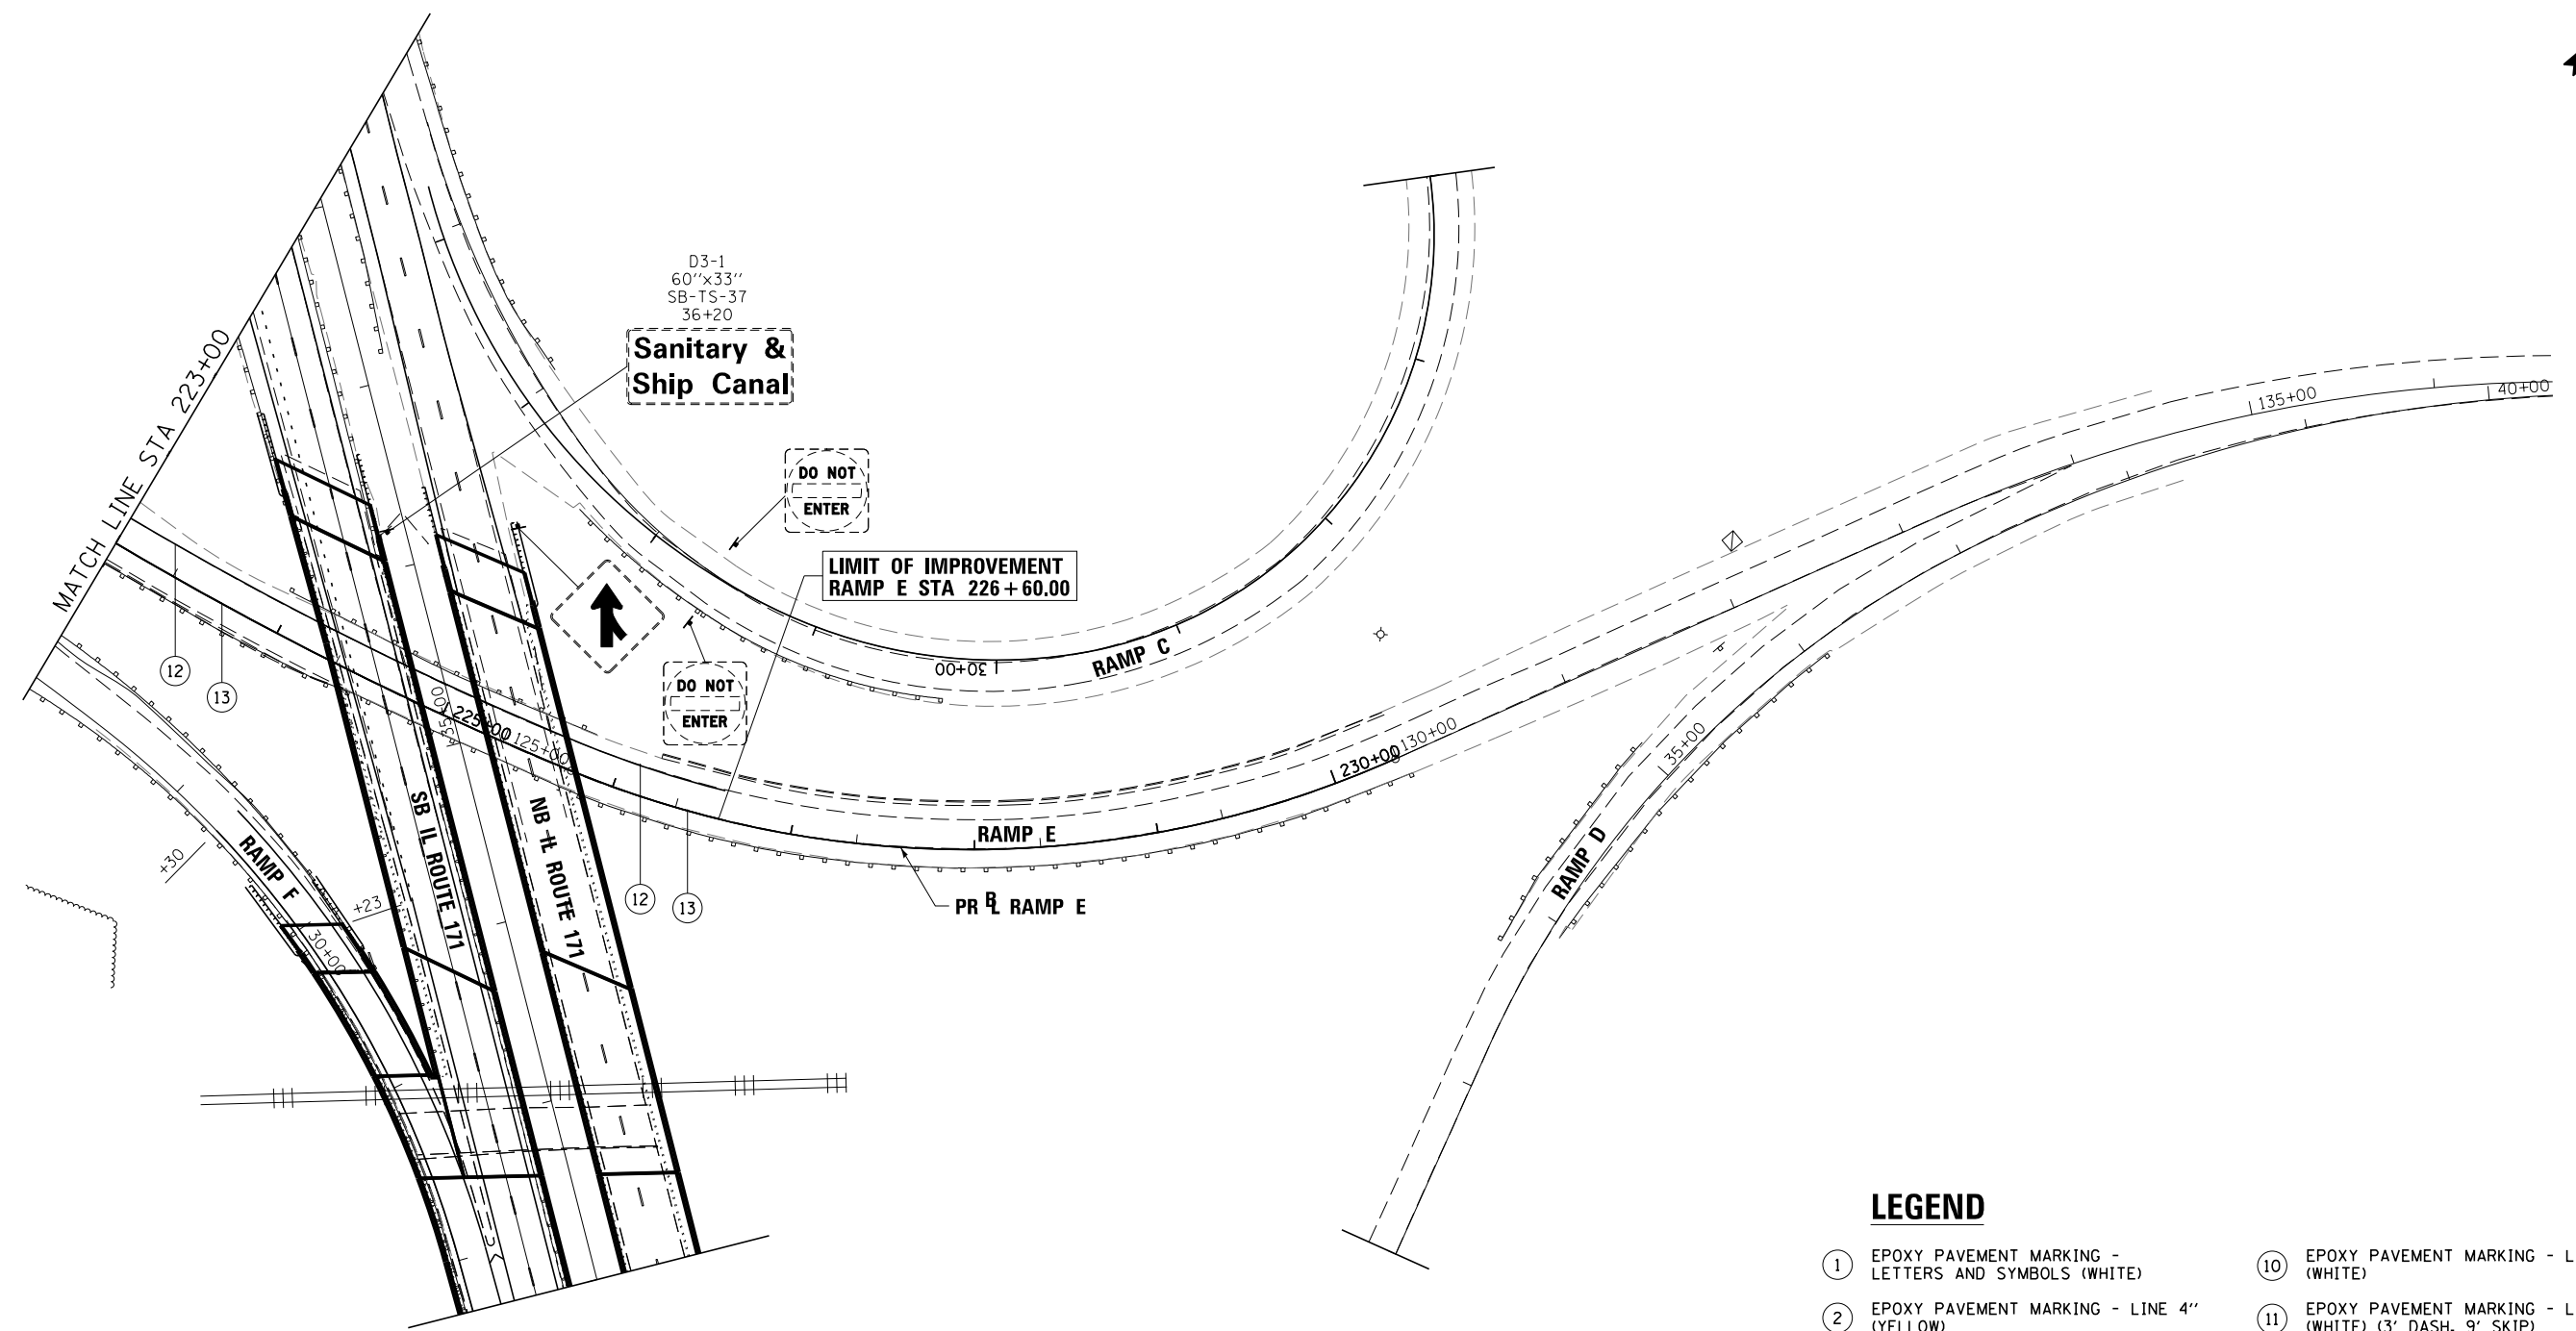 MATCH LINE STA 223+00
D3-1
60"x33"
SB-TS-37
36+20
Sanitary &
Ship Canal
DO NOT
ENTER
LIMIT OF IMPROVEMENT
RAMP E STA 226+60.00
DO NOT
ENTER
12
13
30+00
RAMP C
135+00
40+00
225+00
125+00
135+00
230+00
130+00
35+00
RAMP E
RAMP D
SB IL ROUTE 171
NB IL ROUTE 171
RAMP F
+30
+23
30+00
12
13
PR BL RAMP E
LEGEND
1 EPOXY PAVEMENT MARKING -
LETTERS AND SYMBOLS (WHITE)
2 EPOXY PAVEMENT MARKING - LINE 4"
(YELLOW)
10 EPOXY PAVEMENT MARKING - L
(WHITE)
11 EPOXY PAVEMENT MARKING - L
(WHITE) (3' DASH, 9' SKIP)